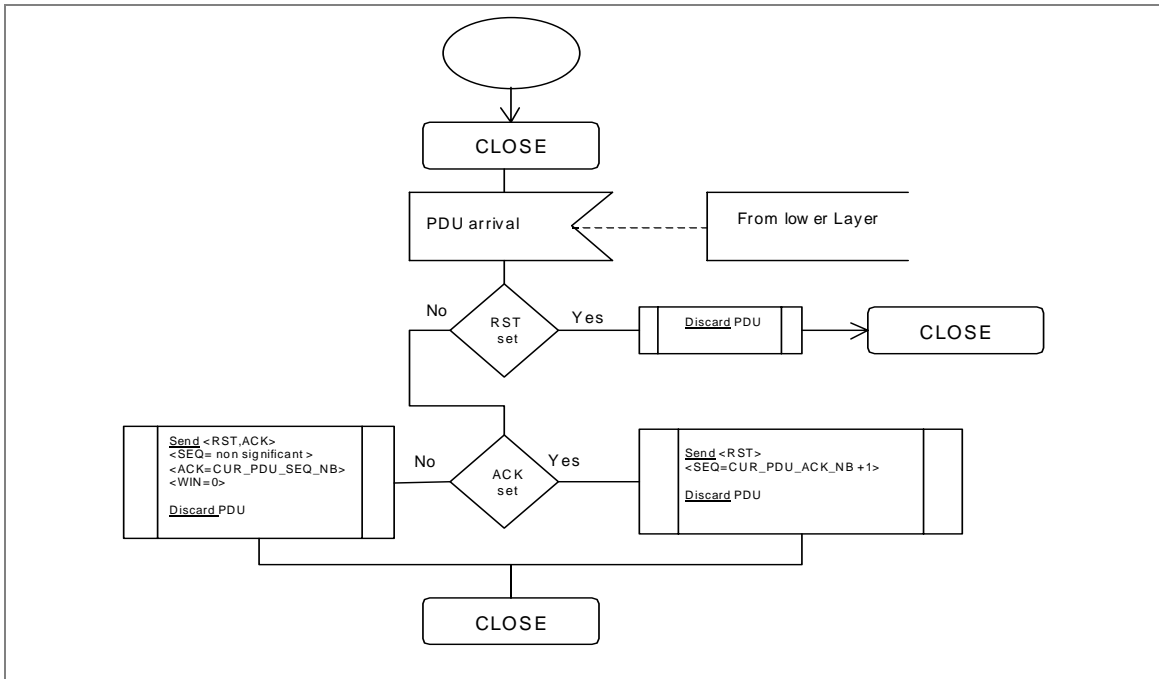 CLOSE
PDU arrival
From lower Layer
No
RST
set
Yes
Discard PDU
CLOSE
Send <RST,ACK>
<SEQ= non significant >
<ACK=CUR_PDU_SEQ_NB>
<WIN=0>
Discard PDU
No
ACK
set
Yes
Send <RST>
<SEQ=CUR_PDU_ACK_NB +1>
Discard PDU
CLOSE